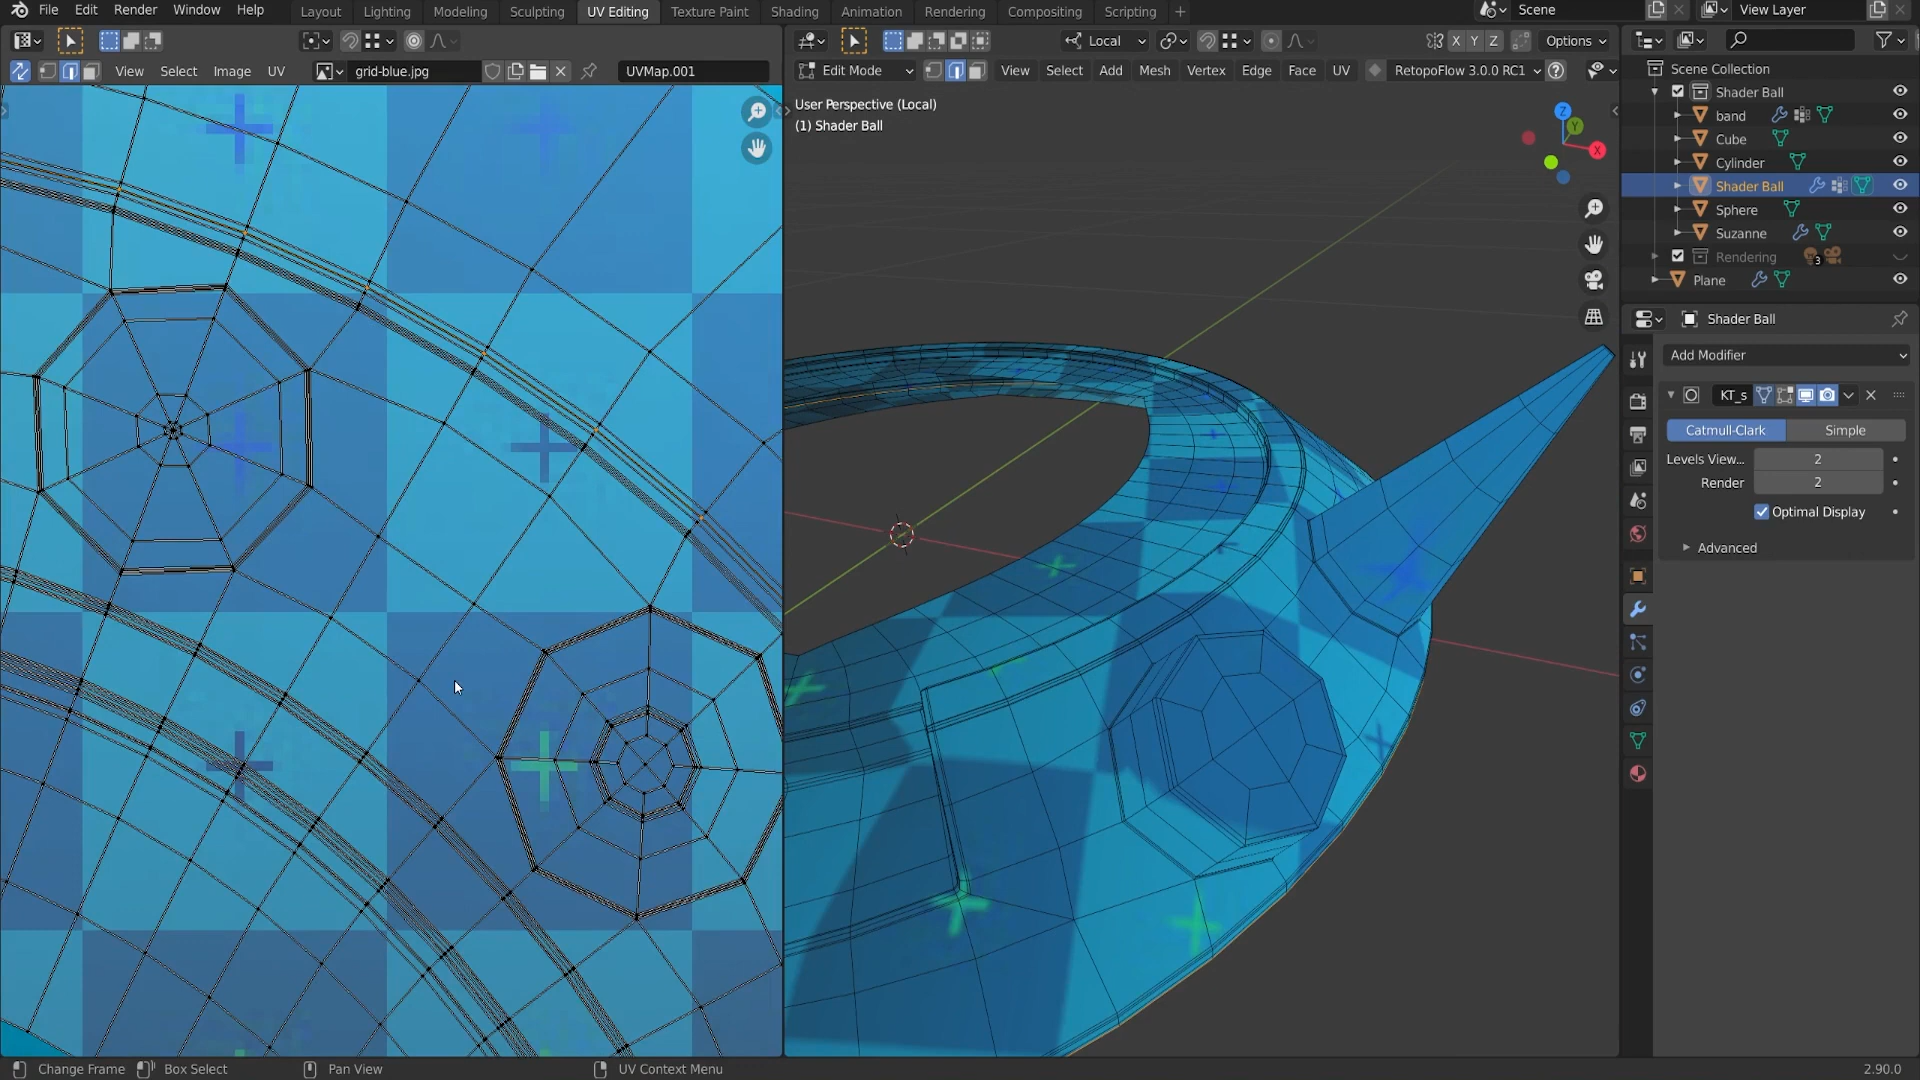 File Edit Render Window Help Layout Lighting Modeling Sculpting UV Editing Texture Paint Shading Animation Rendering Compositing Scripting Scene View Layer
Local X Y Z Options
View Select Image UV grid-blue.jpg UVMap.001
Edit Mode View Select Add Mesh Vertex Edge Face UV RetopoFlow 3.0.0 RC1
User Perspective (Local)
(1) Shader Ball
Z
Y
X
Scene Collection
Shader Ball
band
Cube
Cylinder
Shader Ball
Sphere
Suzanne
Rendering 3
Plane
Shader Ball
Add Modifier
KT_s
Catmull-Clark Simple
Levels View... 2
Render 2
Optimal Display
Advanced
Change Frame Box Select Pan View UV Context Menu 2.90.0